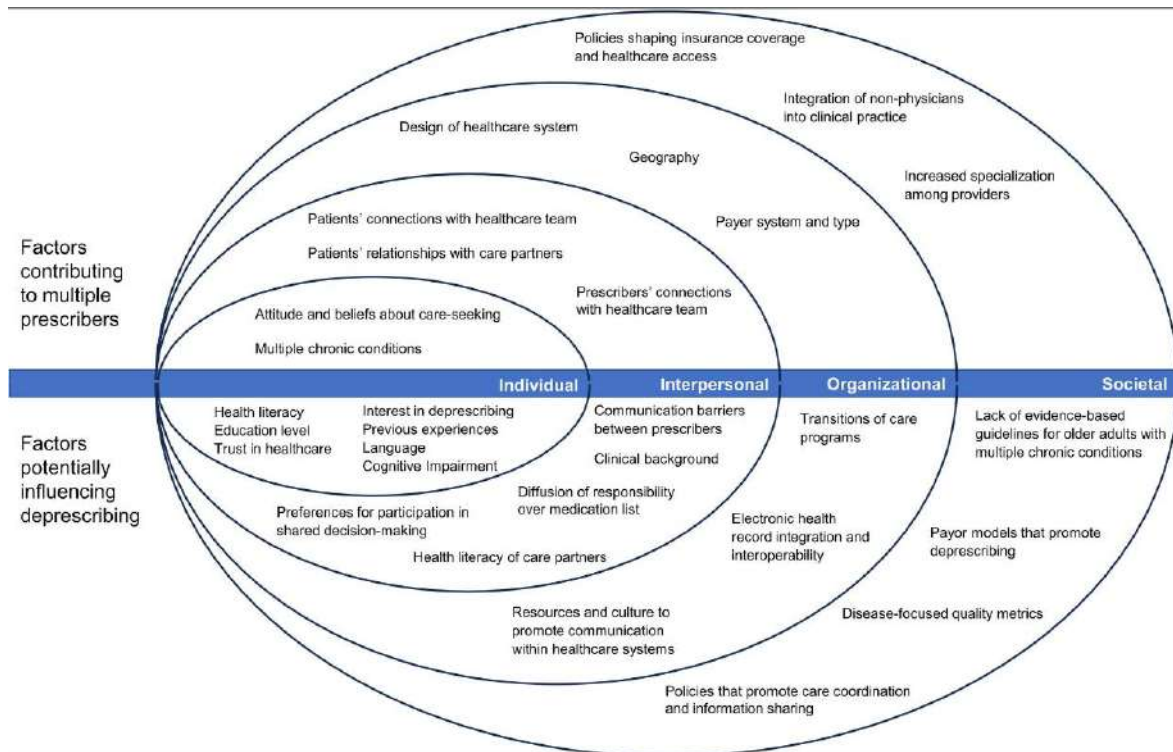 Policies shaping insurance coverage
and healthcare access
Integration of non-physicians
into clinical practice
Design of healthcare system
Geography
Increased specialization
among providers
Patients' connections with healthcare team
Payer system and type
Patients' relationships with care partners
Factors
contributing
to multiple
prescribers
Prescribers' connections
with healthcare team
Attitude and beliefs about care-seeking
Multiple chronic conditions
Individual
Interpersonal
Organizational
Societal
Factors
potentially
influencing
deprescribing
Health literacy
Education level
Trust in healthcare
Interest in deprescribing
Previous experiences
Language
Cognitive Impairment
Communication barriers
between prescribers
Clinical background
Transitions of care
programs
Lack of evidence-based
guidelines for older adults with
multiple chronic conditions
Diffusion of responsibility
over medication list
Preferences for participation in
shared decision-making
Health literacy of care partners
Electronic health
record integration and
interoperability
Payor models that promote
deprescribing
Resources and culture to
promote communication
within healthcare systems
Disease-focused quality metrics
Policies that promote care coordination
and information sharing